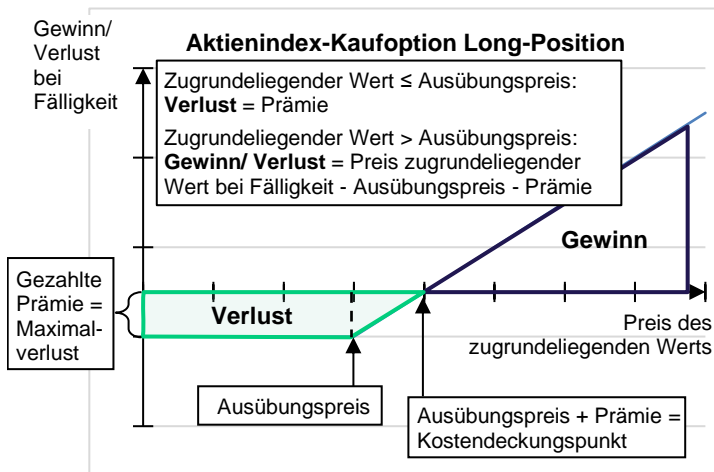 Gewinn/
Verlust
bei
Fälligkeit
Aktienindex-Kaufoption Long-Position
Zugrundeliegender Wert ≤ Ausübungspreis:
Verlust = Prämie
Zugrundeliegender Wert > Ausübungspreis:
Gewinn/ Verlust = Preis zugrundeliegender
Wert bei Fälligkeit - Ausübungspreis - Prämie
Gewinn
Gezahlte
Prämie =
Maximal-
verlust
Verlust
Preis des
zugrundeliegenden Werts
Ausübungspreis
Ausübungspreis + Prämie =
Kostendeckungspunkt